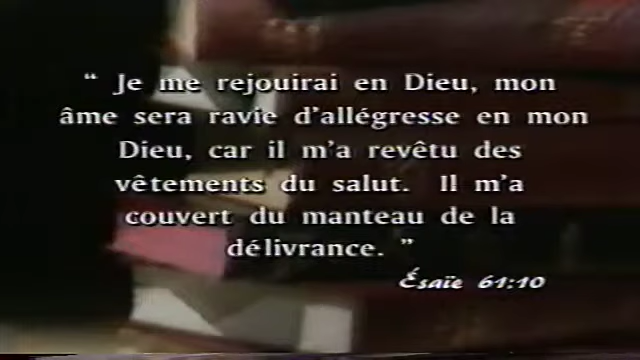 “ Je me rejouirai en Dieu, mon
âme sera ravie d'allégresse en mon
Dieu, car il m'a revêtu des
vêtements du salut. Il m'a
couvert du manteau de la
délivrance. ”
Ésaïe 61:10